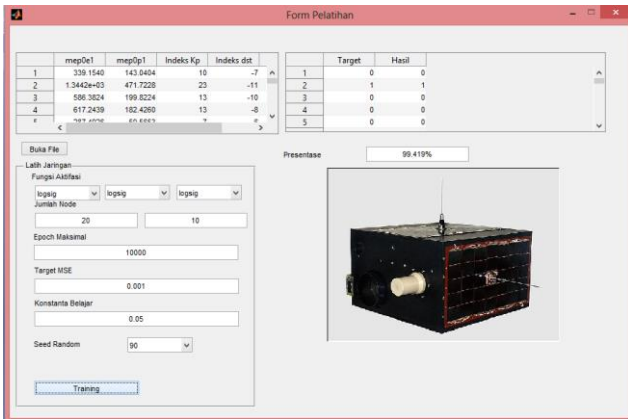 Form Pelatihan
mep0e1 mep0p1 Indeks Kp Indeks dst
1 339.1540 143.0404 10 -7
2 1.3442e+03 471.7228 23 -11
3 586.3824 199.8224 13 -10
4 617.2439 182.4260 13 -8
Target Hasil
1 0 0
2 1 1
3 0 0
4 0 0
5 0 0
Buka File
Presentase 99.419%
Latih Jaringan
Fungsi Aktifasi
logsig logsig logsig
Jumlah Node
20 10
Epoch Maksimal
10000
Target MSE
0.001
Konstanta Belajar
0.05
Seed Random 90
Training